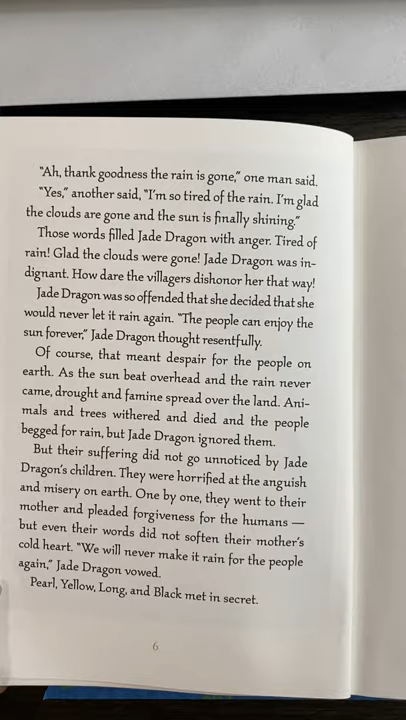 “Ah, thank goodness the rain is gone,” one man said.
“Yes,” another said, “I’m so tired of the rain. I’m glad
the clouds are gone and the sun is finally shining.”
Those words filled Jade Dragon with anger. Tired of
rain! Glad the clouds were gone! Jade Dragon was in-
dignant. How dare the villagers dishonor her that way!
Jade Dragon was so offended that she decided that she
would never let it rain again. “The people can enjoy the
sun forever,” Jade Dragon thought resentfully.
Of course, that meant despair for the people on
earth. As the sun beat overhead and the rain never
came, drought and famine spread over the land. Ani-
mals and trees withered and died and the people
begged for rain, but Jade Dragon ignored them.
But their suffering did not go unnoticed by Jade
Dragon’s children. They were horrified at the anguish
and misery on earth. One by one, they went to their
mother and pleaded forgiveness for the humans —
but even their words did not soften their mother’s
cold heart. “We will never make it rain for the people
again,” Jade Dragon vowed.
Pearl, Yellow, Long, and Black met in secret.
6